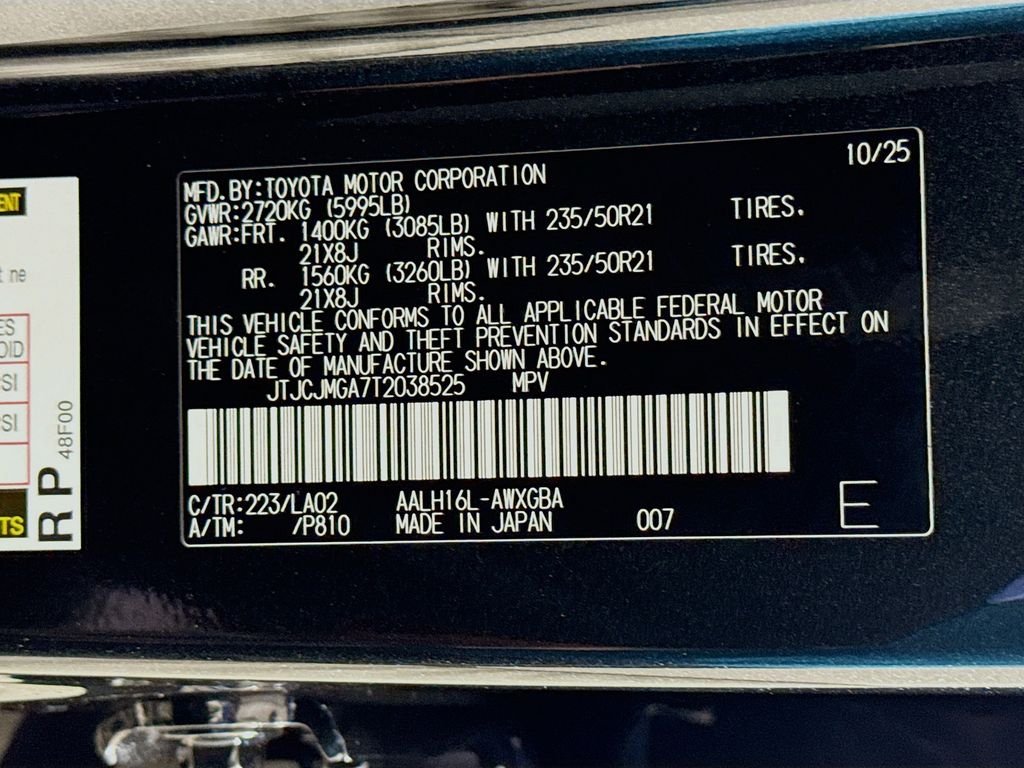 10/25
MFD.BY:TOYOTA MOTOR CORPORATION
GVWR:2720KG (5995LB)
GAWR:FRT. 1400KG (3085LB) WITH 235/50R21 TIRES.
21X8J RIMS.
RR. 1560KG (3260LB) WITH 235/50R21 TIRES.
21X8J RIMS.
THIS VEHICLE CONFORMS TO ALL APPLICABLE FEDERAL MOTOR
VEHICLE SAFETY AND THEFT PREVENTION STANDARDS IN EFFECT ON
THE DATE OF MANUFACTURE SHOWN ABOVE.
JTJCJMGA7T2038525 MPV
C/TR:223/LA02 AALH16L-AWXGBA
A/TM: /P810 MADE IN JAPAN 007
E
RP
48F00